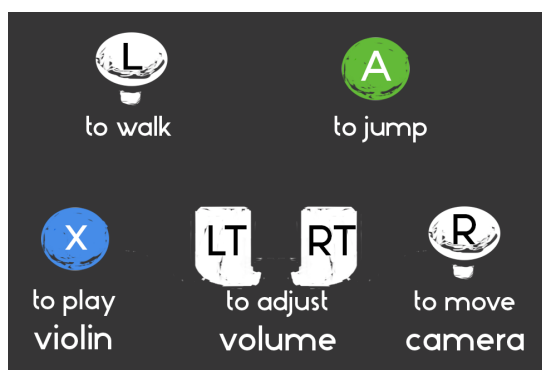 L
A
to walk
to jump
X
LT
RT
R
to play
violin
to adjust
volume
to move
camera